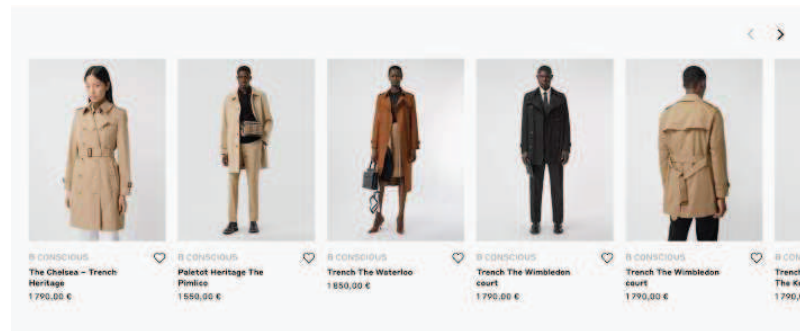 B CONSCIOUS
The Chelsea – Trench
Heritage
1 790,00 €
B CONSCIOUS
Paletot Heritage The
Pimlico
1 550,00 €
B CONSCIOUS
Trench The Waterloo
1 850,00 €
B CONSCIOUS
Trench The Wimbledon
court
1 790,00 €
B CONSCIOUS
Trench The Wimbledon
court
1 790,00 €